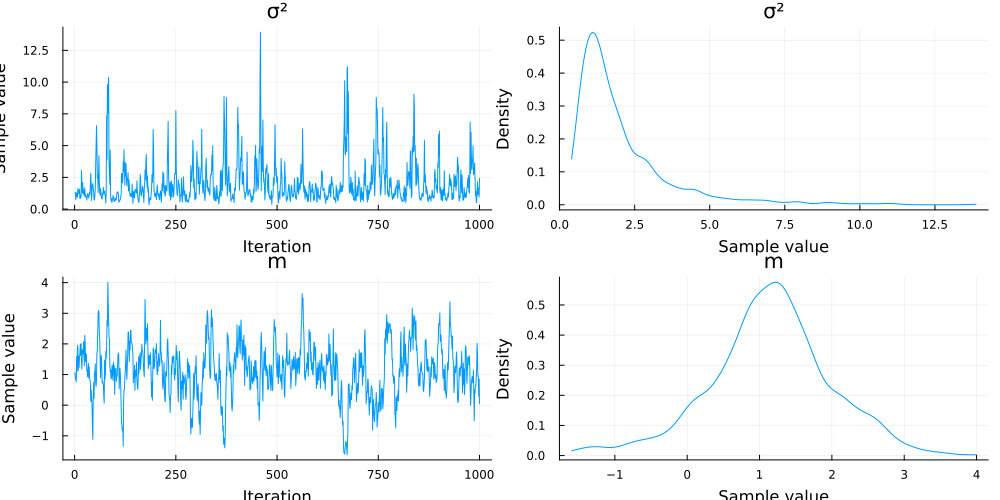 σ²
Sample value
12.5
10.0
7.5
5.0
2.5
0.0
0 250 500 750 1000
Iteration
σ²
Density
0.5
0.4
0.3
0.2
0.1
0.0
0.0 2.5 5.0 7.5 10.0 12.5
Sample value
m
Sample value
4
3
2
1
0
−1
0 250 500 750 1000
Iteration
m
Density
0.5
0.4
0.3
0.2
0.1
0.0
−1 0 1 2 3 4
Sample value